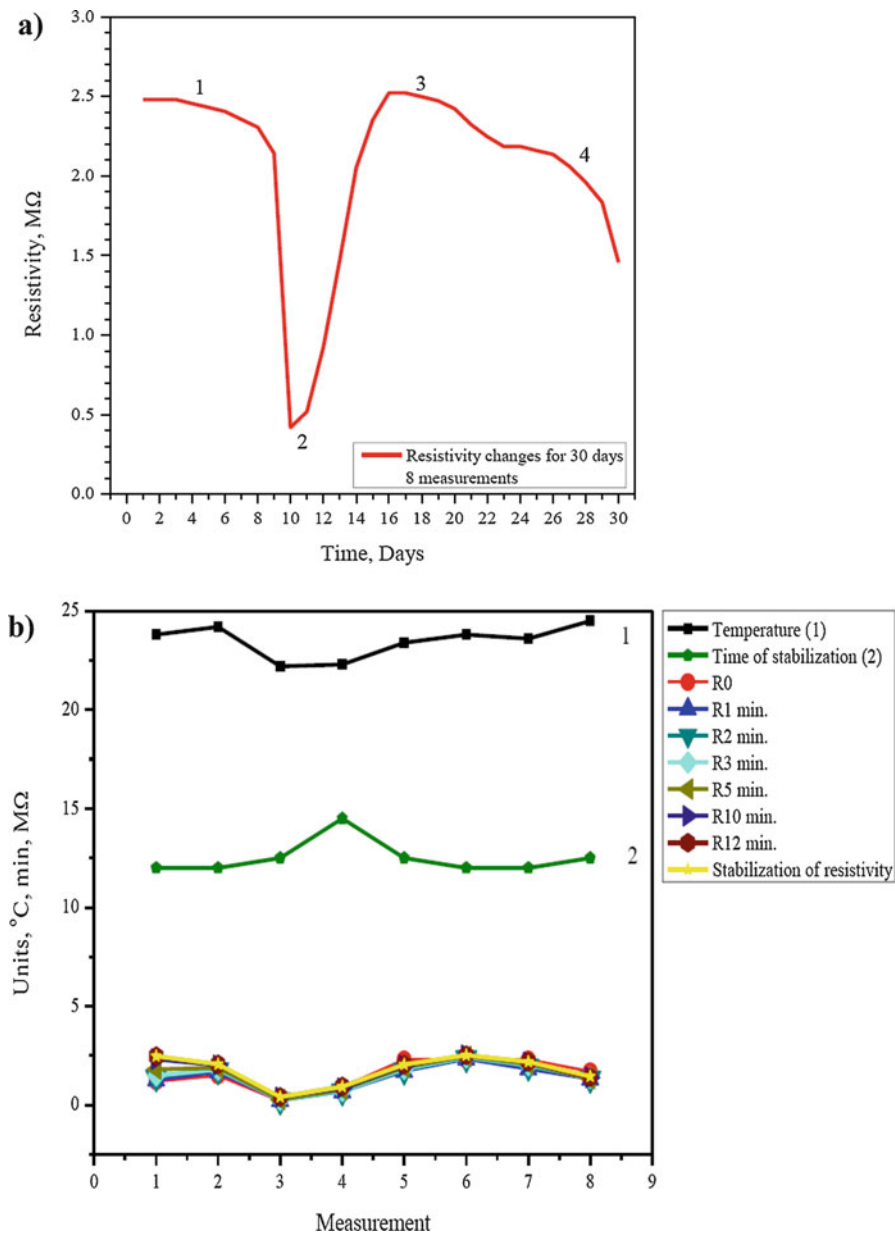 a)
3.0
2.5
2.0
1.5
1.0
0.5
0.0
Resistivity, MΩ
1
2
3
4
Resistivity changes for 30 days
8 measurements
0 2 4 6 8 10 12 14 16 18 20 22 24 26 28 30
Time, Days
b)
25
20
15
10
5
0
Units, °C, min, MΩ
1
2
0 1 2 3 4 5 6 7 8 9
Measurement
Temperature (1)
Time of stabilization (2)
R0
R1 min.
R2 min.
R3 min.
R5 min.
R10 min.
R12 min.
Stabilization of resistivity